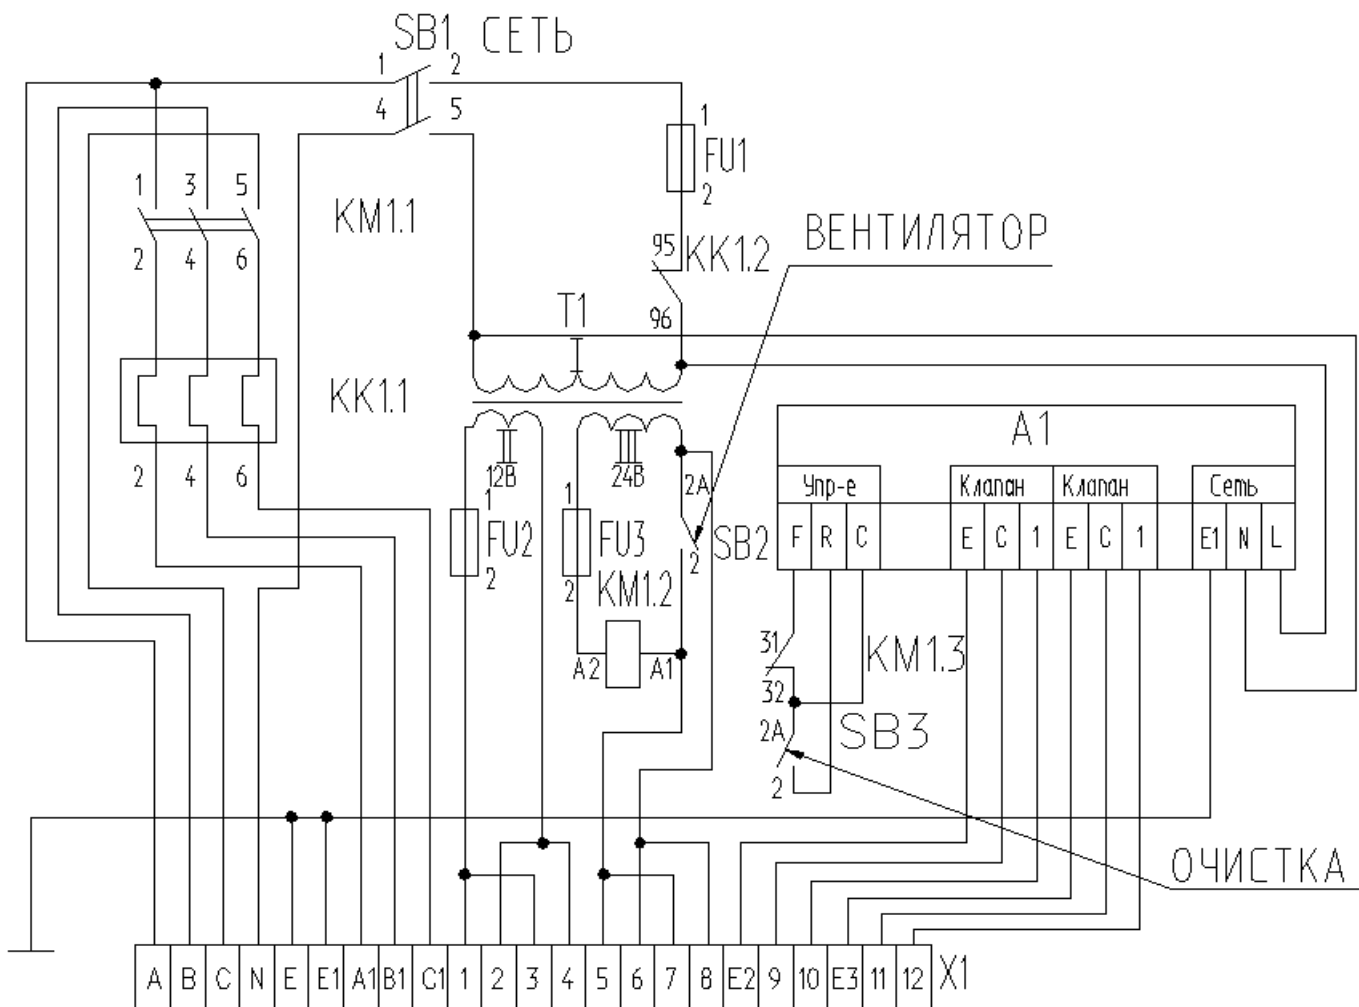 SB1 СЕТЬ
1 2
4 5
1
FU1
2
1 3 5
KM1.1
ВЕНТИЛЯТОР
2 4 6
95 KK1.2
T1 96
KK1.1
A1
2 4 6
12В 24В 2A
Упр-е Клапан Клапан Сеть
1 1
FU2 FU3 SB2
F R C E C 1 E C 1 E1 N L
2 2 2
KM1.2
31 KM1.3
A2 A1
32
2A SB3
2
ОЧИСТКА
A B C N E E1 A1 B1 C1 1 2 3 4 5 6 7 8 E2 9 10 E3 11 12 X1